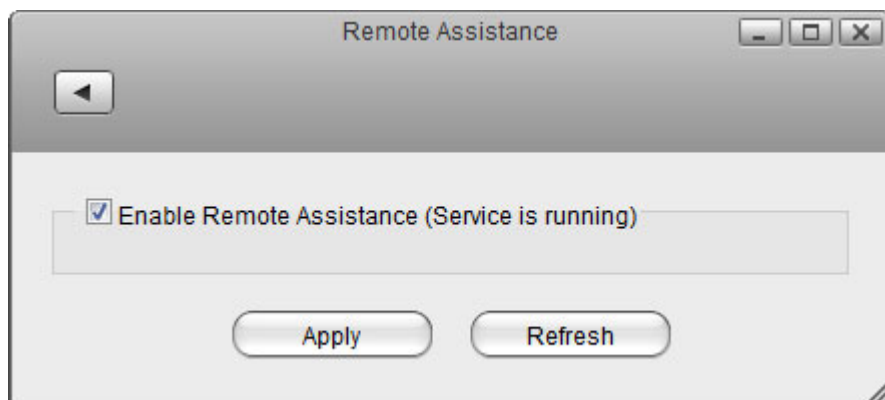 Remote Assistance
Enable Remote Assistance (Service is running)
Apply
Refresh